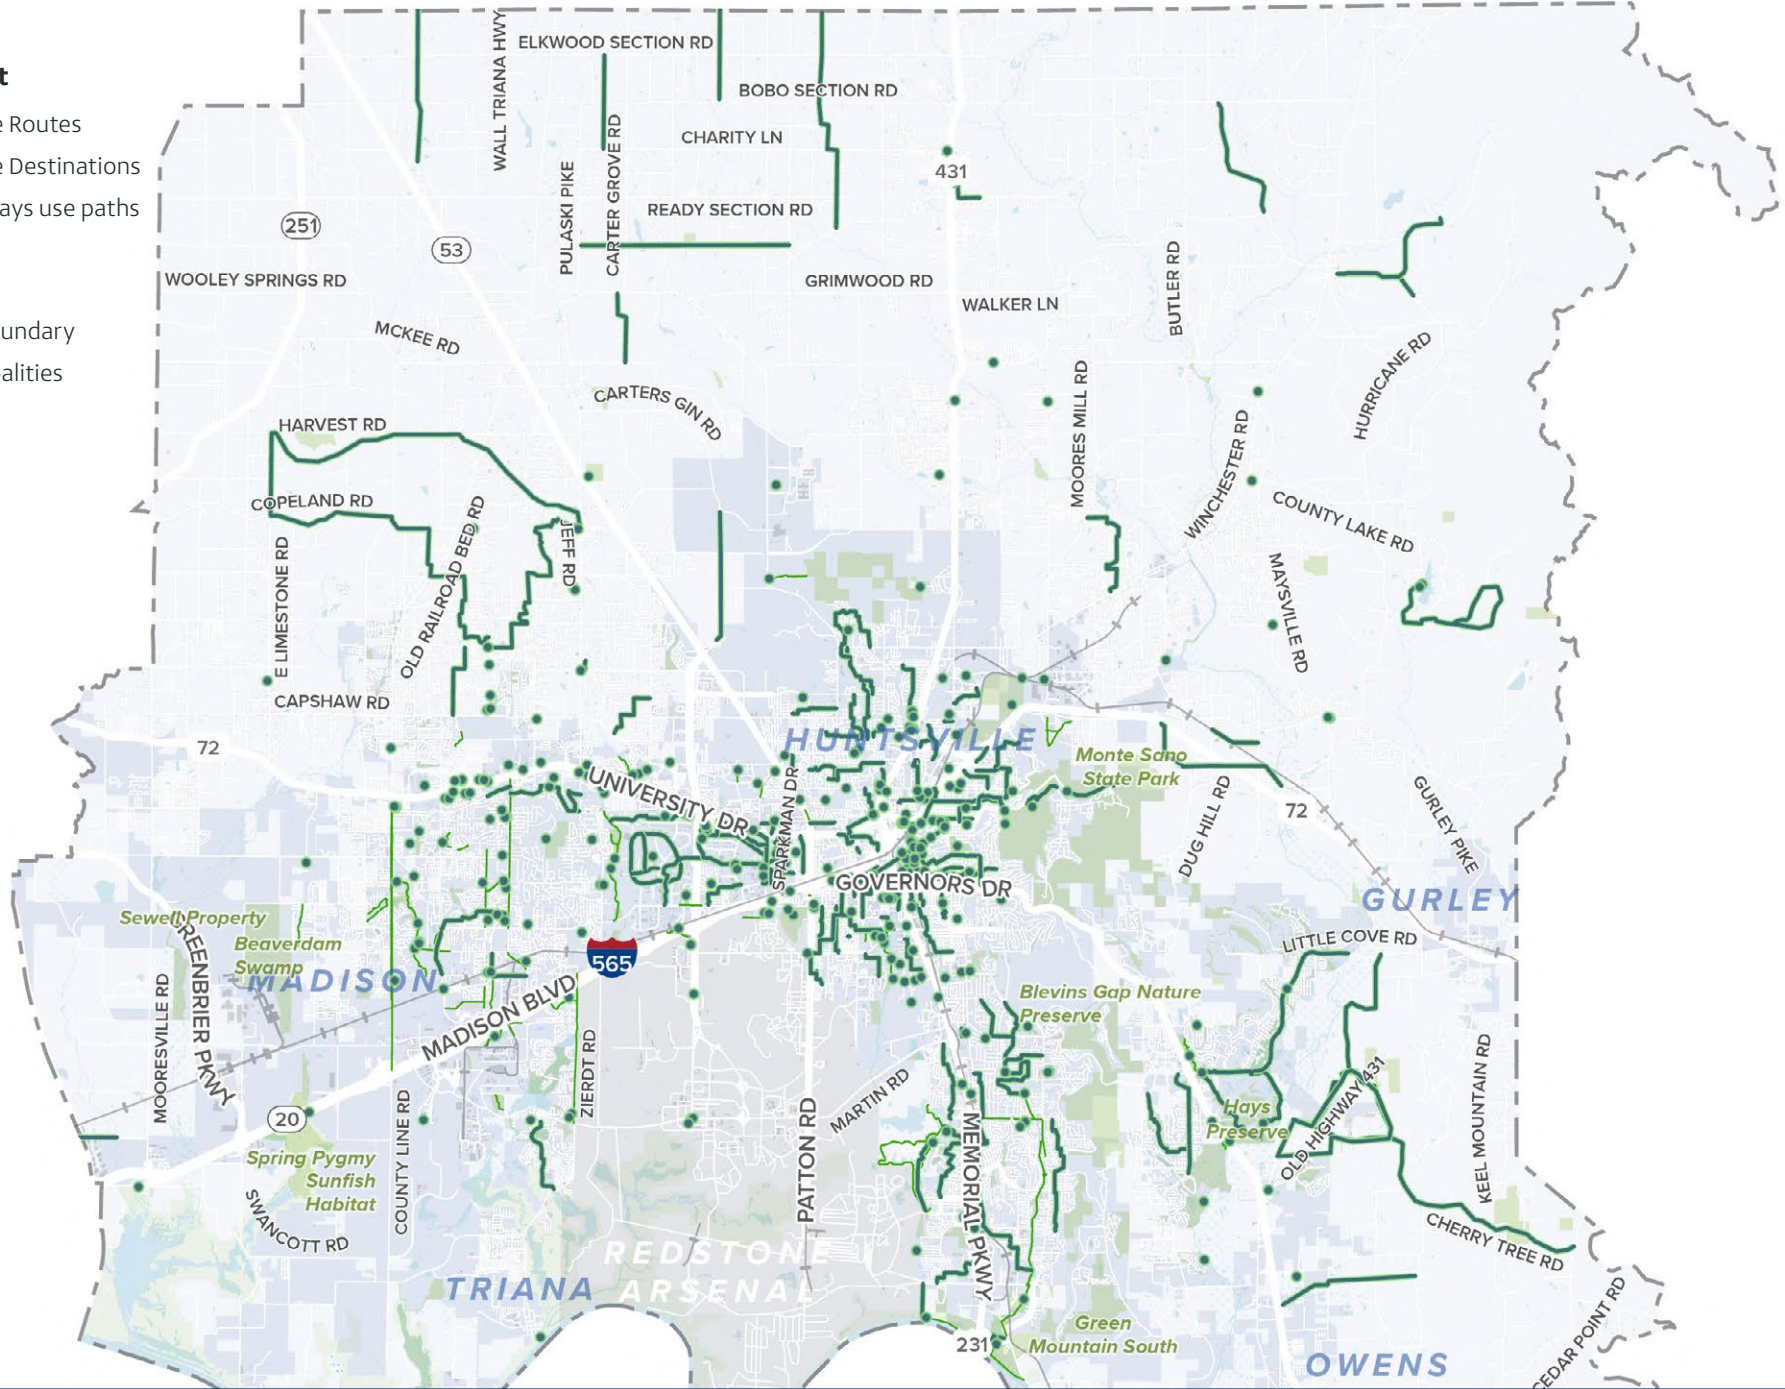 t
e Routes
e Destinations
ays use paths
undary
alities
WALL TRIANA HWY
ELKWOOD SECTION RD
BOBO SECTION RD
CHARITY LN
CARTER GROVE RD
PULASKI PIKE
READY SECTION RD
431
251
53
WOOLEY SPRINGS RD
GRIMWOOD RD
WALKER LN
BUTLER RD
MCKEE RD
CARTERS GIN RD
HURRICANE RD
MOORES MILL RD
HARVEST RD
WINCHESTER RD
COPELAND RD
COUNTY LAKE RD
JEFF RD
E LIMESTONE RD
OLD RAILROAD BED RD
MAYSVILLE RD
CAPSHAW RD
72
HUNTSVILLE
Monte Sano
State Park
UNIVERSITY DR
SPARKMAN DR
DUG HILL RD
72
GURLEY PIKE
GOVERNORS DR
GURLEY
Sewell Property
GREENBRIER PKWY
Beaverdam
Swamp
MADISON
565
LITTLE COVE RD
MOORESVILLE RD
MADISON BLVD
Blevins Gap Nature
Preserve
ZIERDT RD
MARTIN RD
KEEL MOUNTAIN RD
20
COUNTY LINE RD
PATTON RD
MEMORIAL PKWY
Hays
Preserve
OLD HIGHWAY 431
Spring Pygmy
Sunfish
Habitat
SWANCOTT RD
CHERRY TREE RD
REDSTONE
ARSENAL
TRIANA
CEDAR POINT RD
231
Green
Mountain South
OWENS